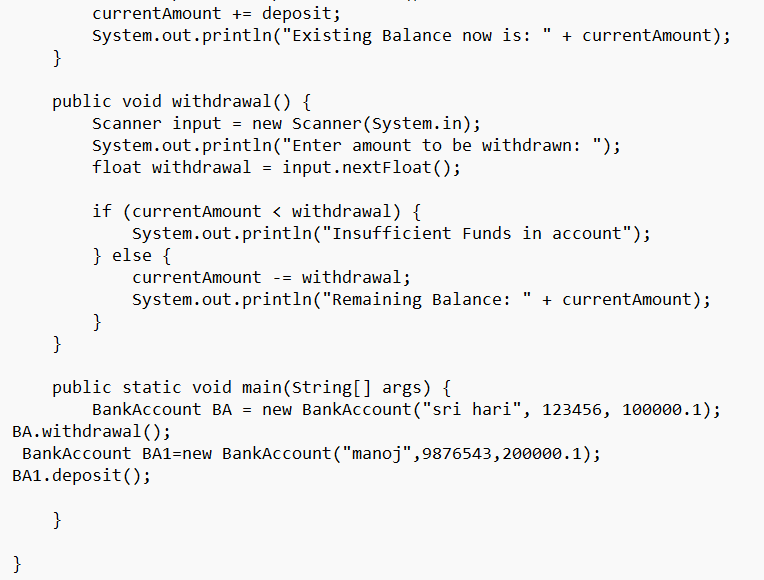 currentAmount += deposit;
System.out.println("Existing Balance now is: " + currentAmount);
}
public void withdrawal() {
Scanner input = new Scanner(System.in);
System.out.println("Enter amount to be withdrawn: ");
float withdrawal = input.nextFloat();
if (currentAmount < withdrawal) {
System.out.println("Insufficient Funds in account");
} else {
currentAmount -= withdrawal;
System.out.println("Remaining Balance: " + currentAmount);
}
}
public static void main(String[] args) {
BankAccount BA = new BankAccount("sri hari", 123456, 100000.1);
BA.withdrawal();
BankAccount BA1=new BankAccount("manoj",9876543,200000.1);
BA1.deposit();
}
}